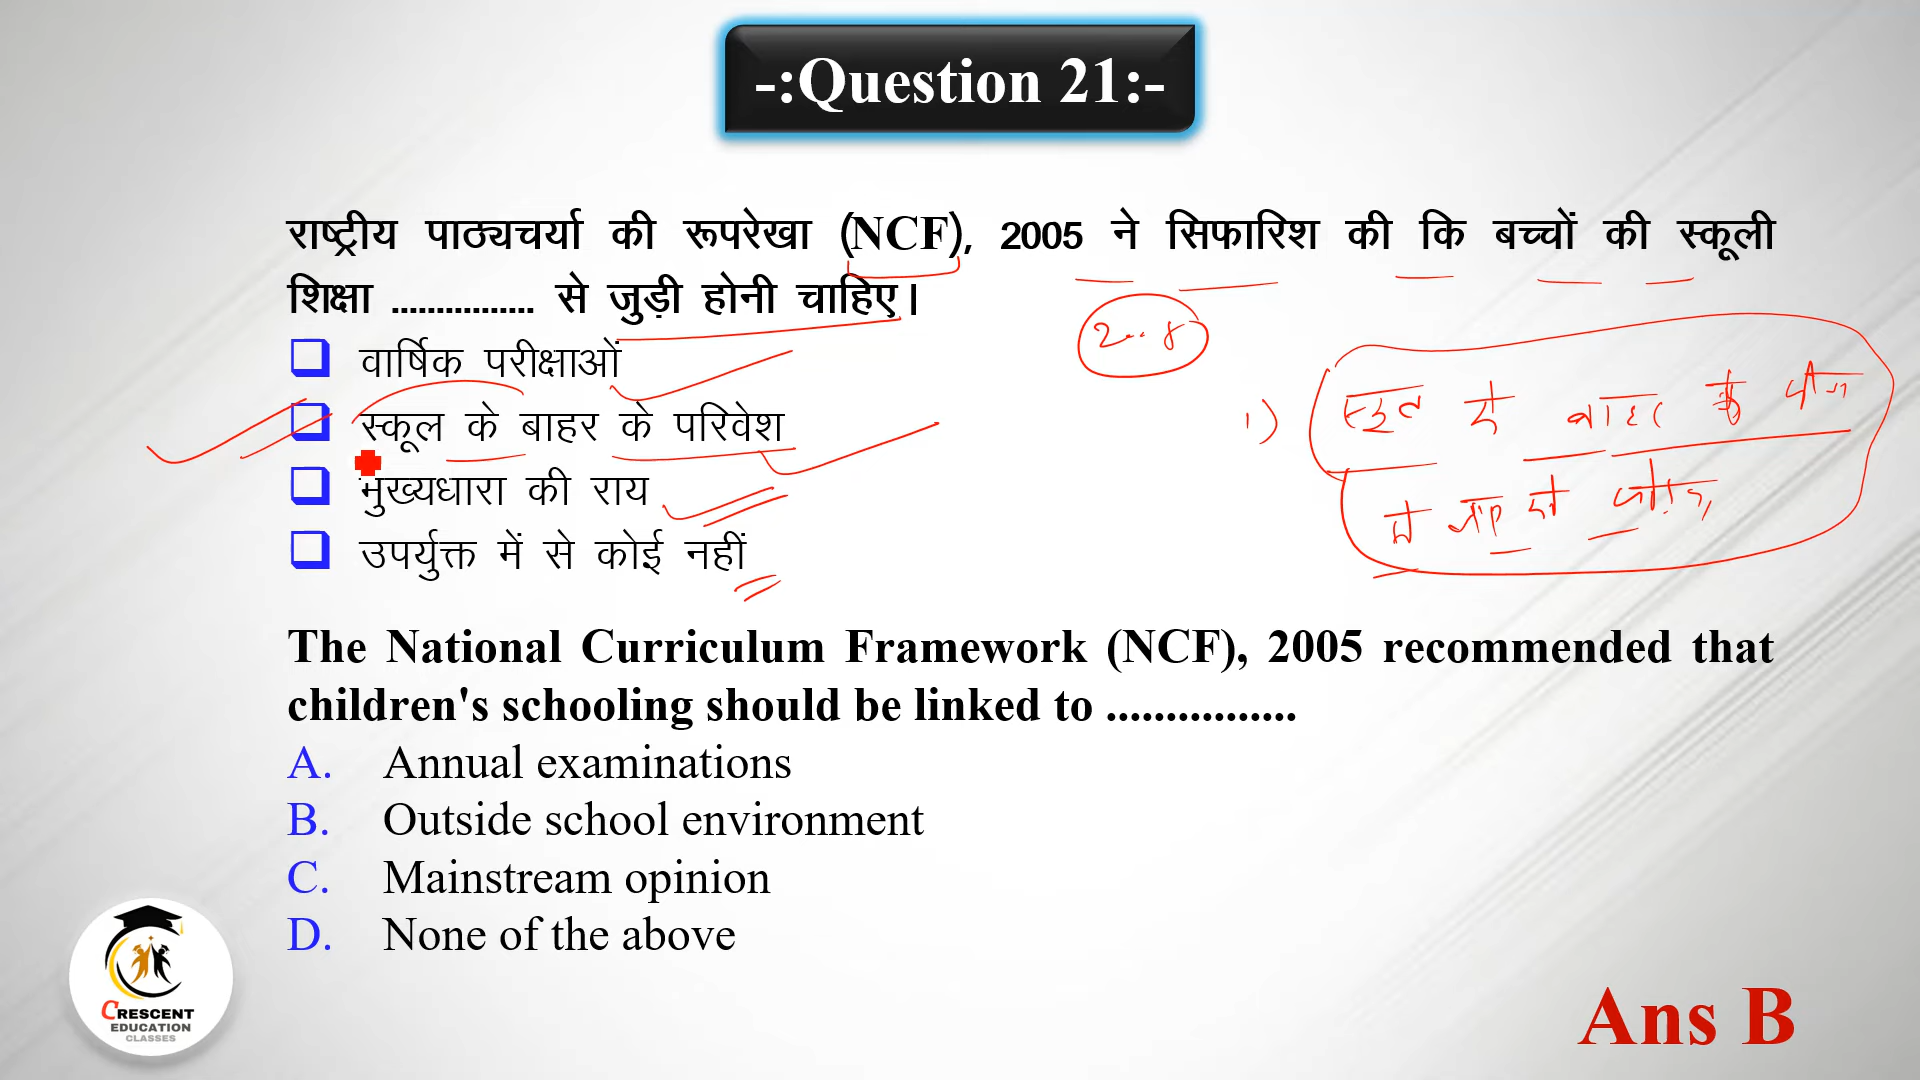 -:Question 21:-
राष्ट्रीय पाठ्यचर्या की रूपरेखा (NCF), 2005 ने सिफारिश की कि बच्चों की स्कूली
शिक्षा ............... से जुड़ी होनी चाहिए।
वार्षिक परीक्षाओं
स्कूल के बाहर के परिवेश
मुख्यधारा की राय
उपर्युक्त में से कोई नहीं
1) से बाहर के
से
The National Curriculum Framework (NCF), 2005 recommended that
children's schooling should be linked to ................
A. Annual examinations
B. Outside school environment
C. Mainstream opinion
D. None of the above
CRESCENT
EDUCATION
CLASSES
Ans B